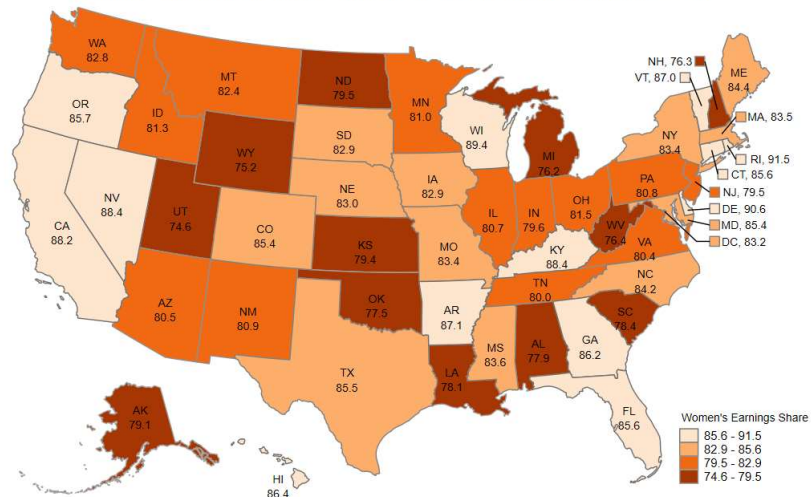 WA
82.8
OR
85.7
CA
88.2
NV
88.4
ID
81.3
MT
82.4
WY
75.2
UT
74.6
AZ
80.5
CO
85.4
NM
80.9
ND
79.5
SD
82.9
NE
83.0
KS
79.4
OK
77.5
TX
85.5
MN
81.0
IA
82.9
MO
83.4
AR
87.1
LA
78.1
WI
89.4
IL
80.7
MI
76.2
IN
79.6
OH
81.5
KY
88.4
TN
80.0
MS
83.6
AL
77.9
GA
86.2
FL
85.6
SC
78.4
NC
84.2
VA
80.4
WV
76.4
PA
80.8
NY
83.4
ME
84.4
NH, 76.3
VT, 87.0
MA, 83.5
RI, 91.5
CT, 85.6
NJ, 79.5
DE, 90.6
MD, 85.4
DC, 83.2
AK
79.1
HI
86.4
Women's Earnings Share
85.6 - 91.5
82.9 - 85.6
79.5 - 82.9
74.6 - 79.5